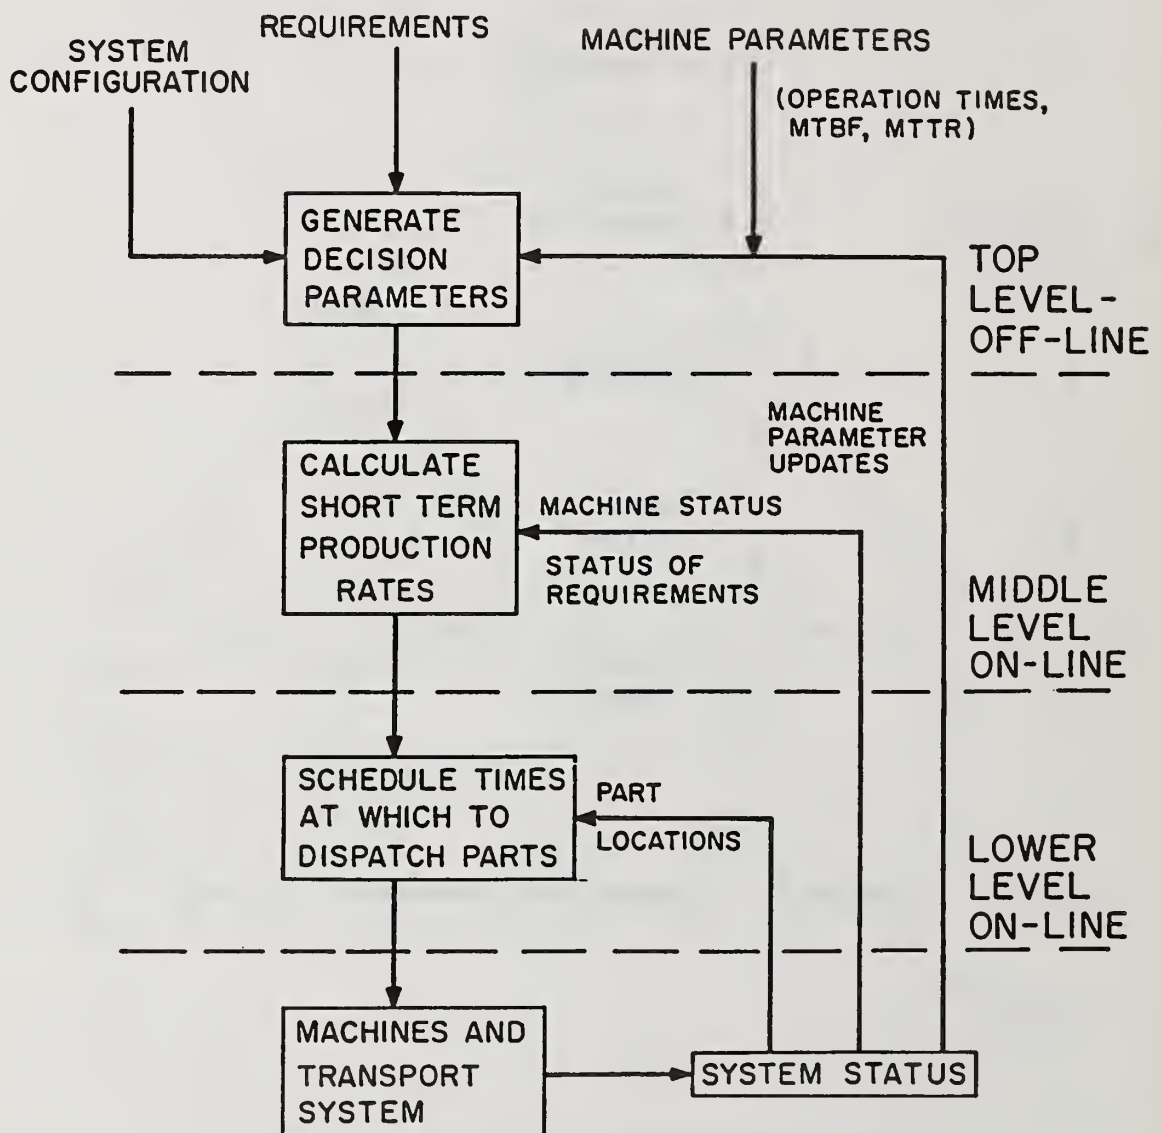 REQUIREMENTS
SYSTEM
CONFIGURATION
MACHINE PARAMETERS
(OPERATION TIMES,
MTBF, MTTR)
GENERATE
DECISION
PARAMETERS
TOP
LEVEL-
OFF-LINE
MACHINE
PARAMETER
UPDATES
CALCULATE
SHORT TERM
PRODUCTION
RATES
MACHINE STATUS
STATUS OF
REQUIREMENTS
MIDDLE
LEVEL
ON-LINE
SCHEDULE TIMES
AT WHICH TO
DISPATCH PARTS
PART
LOCATIONS
LOWER
LEVEL
ON-LINE
MACHINES AND
TRANSPORT
SYSTEM
SYSTEM STATUS